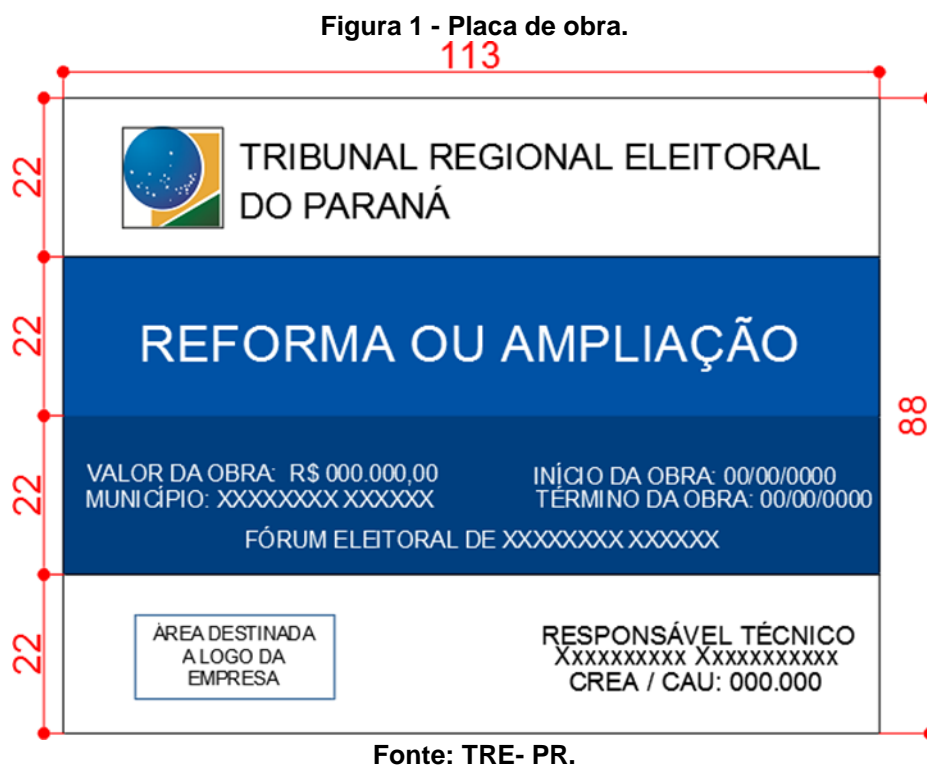 Figura 1 - Placa de obra.
113
22
TRIBUNAL REGIONAL ELEITORAL
DO PARANÁ
22
REFORMA OU AMPLIAÇÃO
88
22
VALOR DA OBRA: R$ 000.000,00
MUNICÍPIO: XXXXXXXX XXXXXX
INÍCIO DA OBRA: 00/00/0000
TÉRMINO DA OBRA: 00/00/0000
FÓRUM ELEITORAL DE XXXXXXXX XXXXXX
22
ÁREA DESTINADA
A LOGO DA
EMPRESA
RESPONSÁVEL TÉCNICO
Xxxxxxxxxx Xxxxxxxxxxx
CREA / CAU: 000.000
Fonte: TRE- PR.